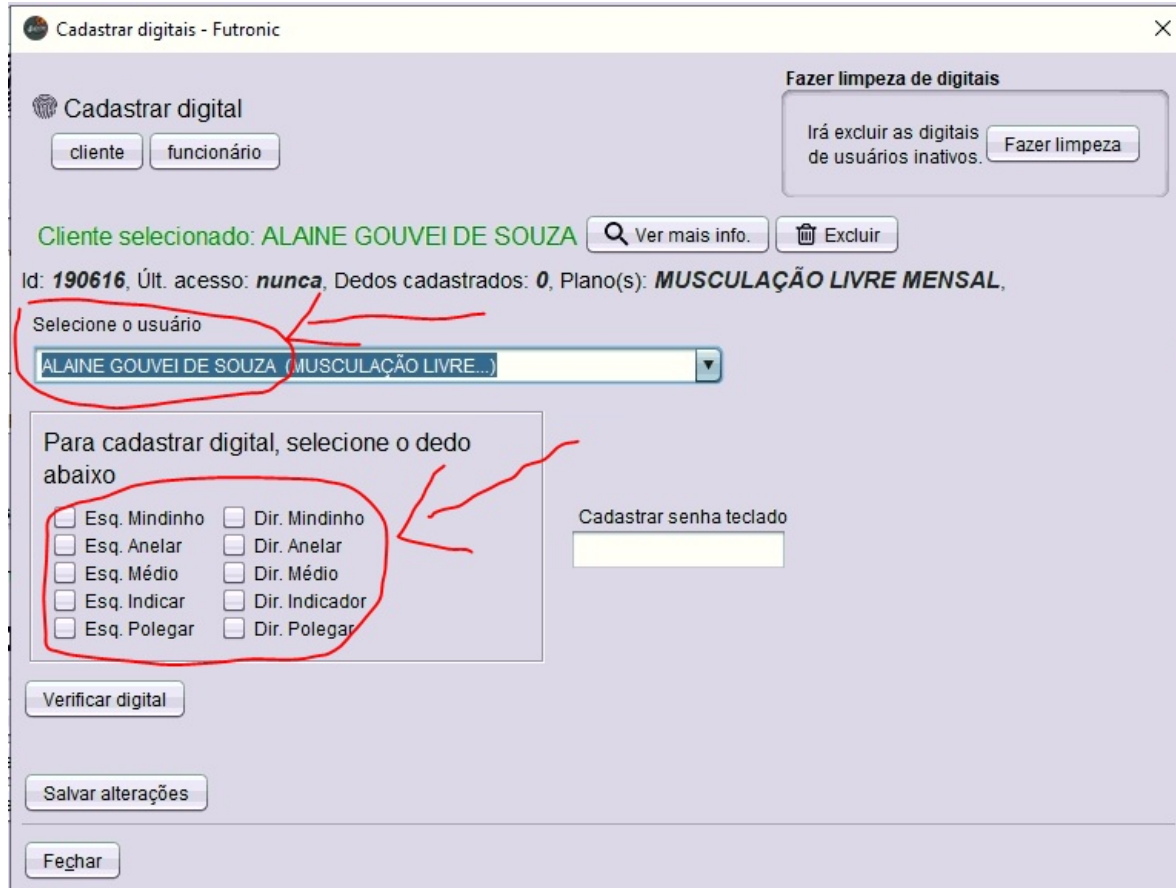 Cadastrar digitais - Futronic
Cadastrar digital
cliente
funcionário
Fazer limpeza de digitais
Irá excluir as digitais
de usuários inativos.
Fazer limpeza
Cliente selecionado: ALAINE GOUVEI DE SOUZA
Ver mais info.
Excluir
Id: 190616, Últ. acesso: nunca, Dedos cadastrados: 0, Plano(s): MUSCULAÇÃO LIVRE MENSAL,
Selecione o usuário
ALAINE GOUVEI DE SOUZA (MUSCULAÇÃO LIVRE...)
Para cadastrar digital, selecione o dedo
abaixo
Esq. Mindinho
Dir. Mindinho
Esq. Anelar
Dir. Anelar
Esq. Médio
Dir. Médio
Esq. Indicar
Dir. Indicador
Esq. Polegar
Dir. Polegar
Cadastrar senha teclado
Verificar digital
Salvar alterações
Fechar